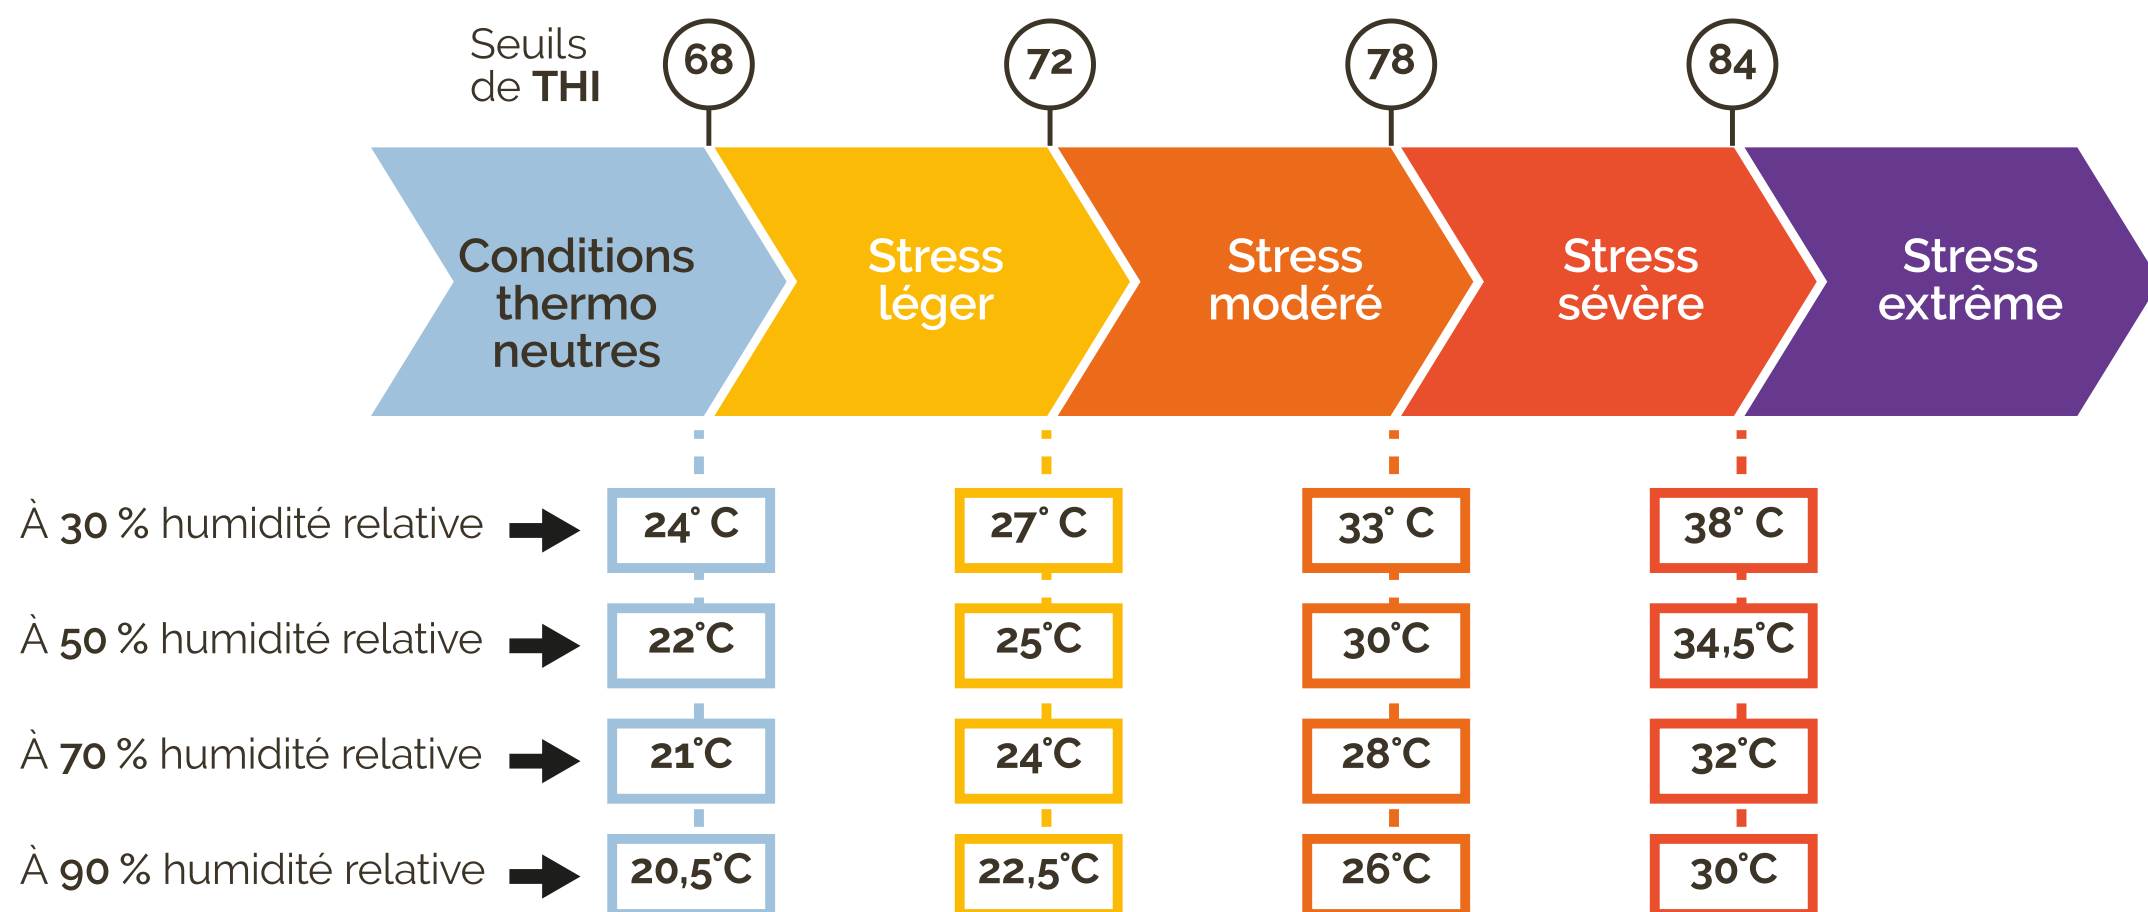 Seuils
de THI
68
72
78
84
Conditions
thermo
neutres
Stress
léger
Stress
modéré
Stress
sévère
Stress
extrême
À 30 % humidité relative
24° C
27° C
33° C
38° C
À 50 % humidité relative
22°C
25°C
30°C
34,5°C
À 70 % humidité relative
21°C
24°C
28°C
32°C
À 90 % humidité relative
20,5°C
22,5°C
26°C
30°C